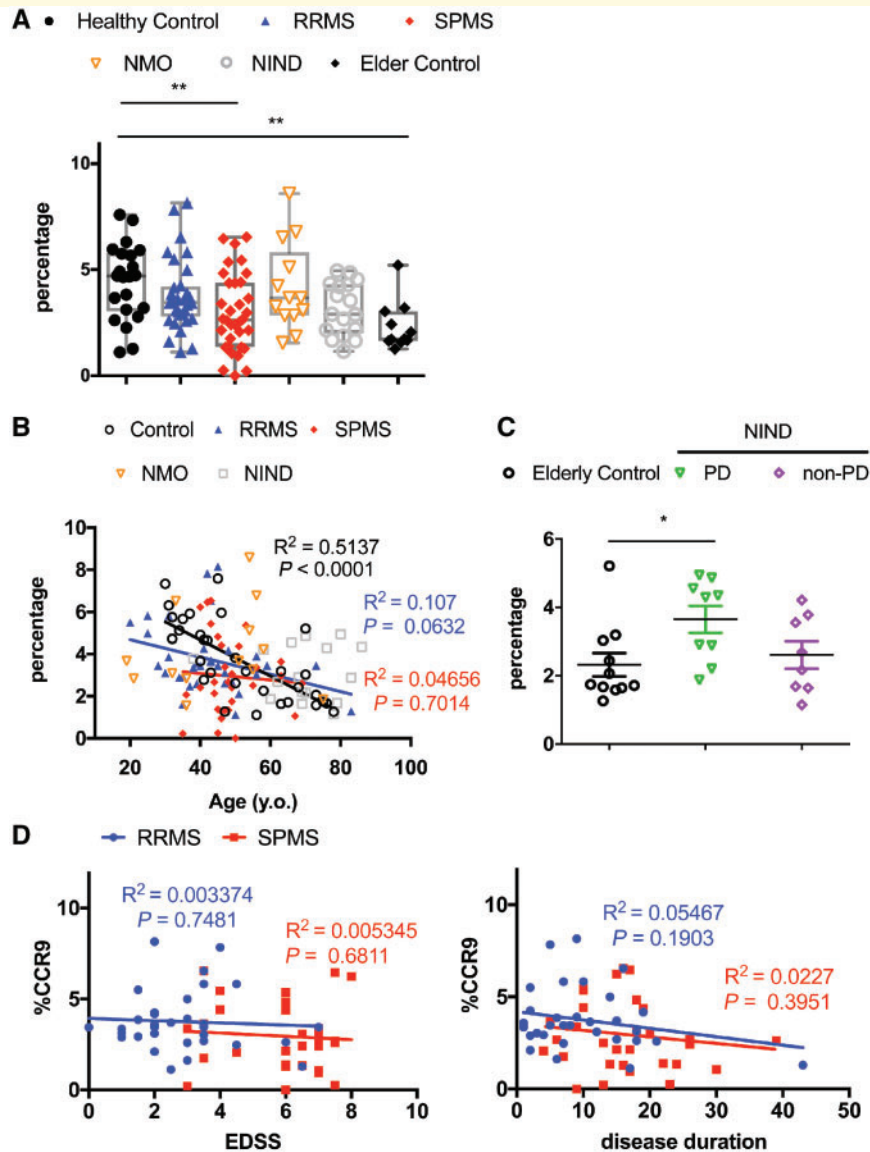 A
Healthy Control RRMS SPMS
NMO NIND Elder Control
**
**
10
5
0
percentage
B
Control RRMS SPMS
NMO NIND
10
8
6
4
2
0
percentage
R² = 0.5137
P < 0.0001
R² = 0.107
P = 0.0632
R² = 0.04656
P = 0.7014
20 40 60 80 100
Age (y.o.)
C
NIND
Elderly Control PD non-PD
*
6
4
2
0
percentage
D
RRMS SPMS
%CCR9
10
5
0
R² = 0.003374
P = 0.7481
R² = 0.005345
P = 0.6811
0 2 4 6 8 10
EDSS
%CCR9
10
5
0
R² = 0.05467
P = 0.1903
R² = 0.0227
P = 0.3951
0 10 20 30 40 50
disease duration